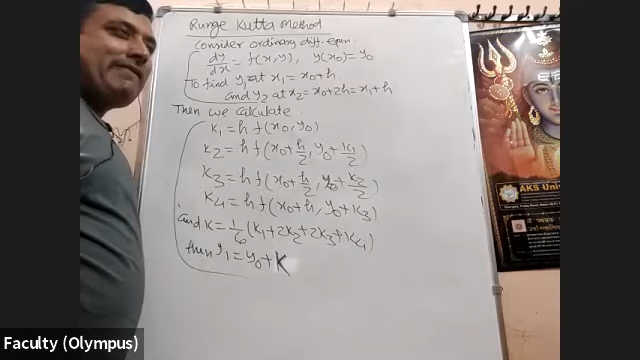 Runge Kutta Method
Consider ordinary diff. equn.
dy/dx = f(x,y), y(x0) = y0
To find y1 at x1 = x0+h
and y2 at x2 = x0+2h = x1+h
Then we calculate
K1 = h f(x0, y0)
K2 = h f(x0+h/2, y0+K1/2)
K3 = h f(x0+h/2, y0+K2/2)
K4 = h f(x0+h, y0+K3)
and K = 1/6 (K1+2K2+2K3+K4)
then y1 = y0+K
AKS Univ
Faculty (Olympus)